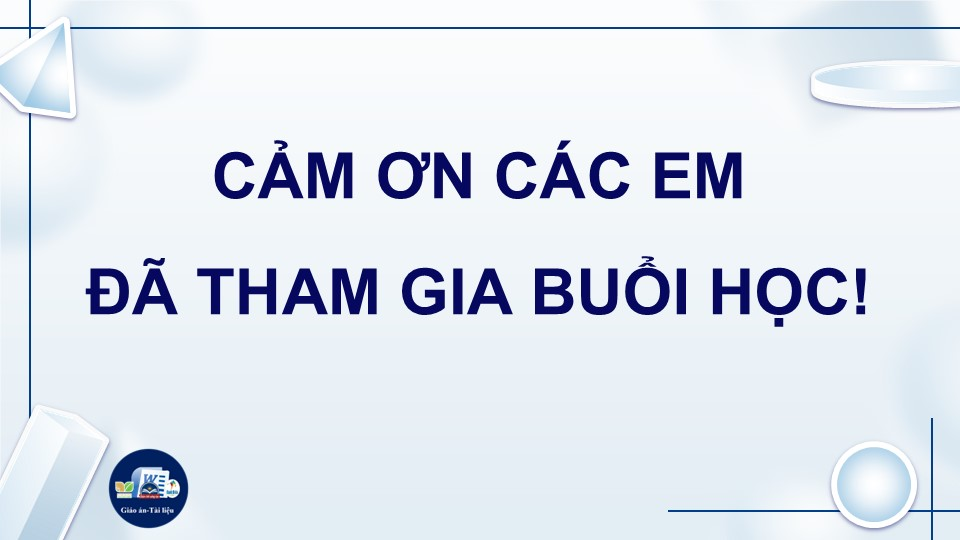 CẢM ƠN CÁC EM
ĐÃ THAM GIA BUỔI HỌC!
Giáo án-Tài liệu